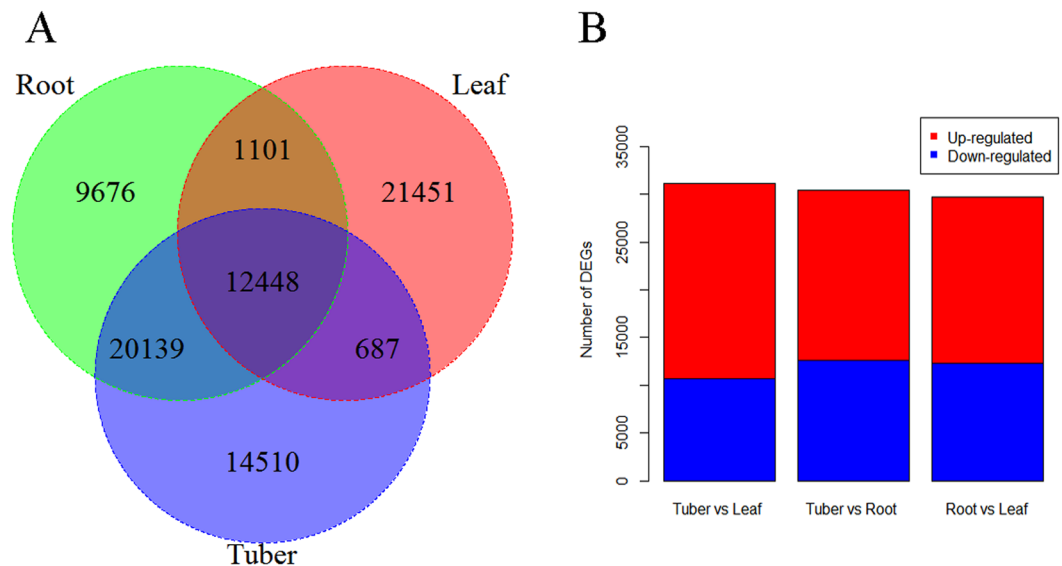 A
Root
Leaf
1101
9676
21451
12448
20139
687
14510
Tuber
B
Up-regulated
Down-regulated
Number of DEGs
35000
25000
15000
5000
0
Tuber vs Leaf
Tuber vs Root
Root vs Leaf